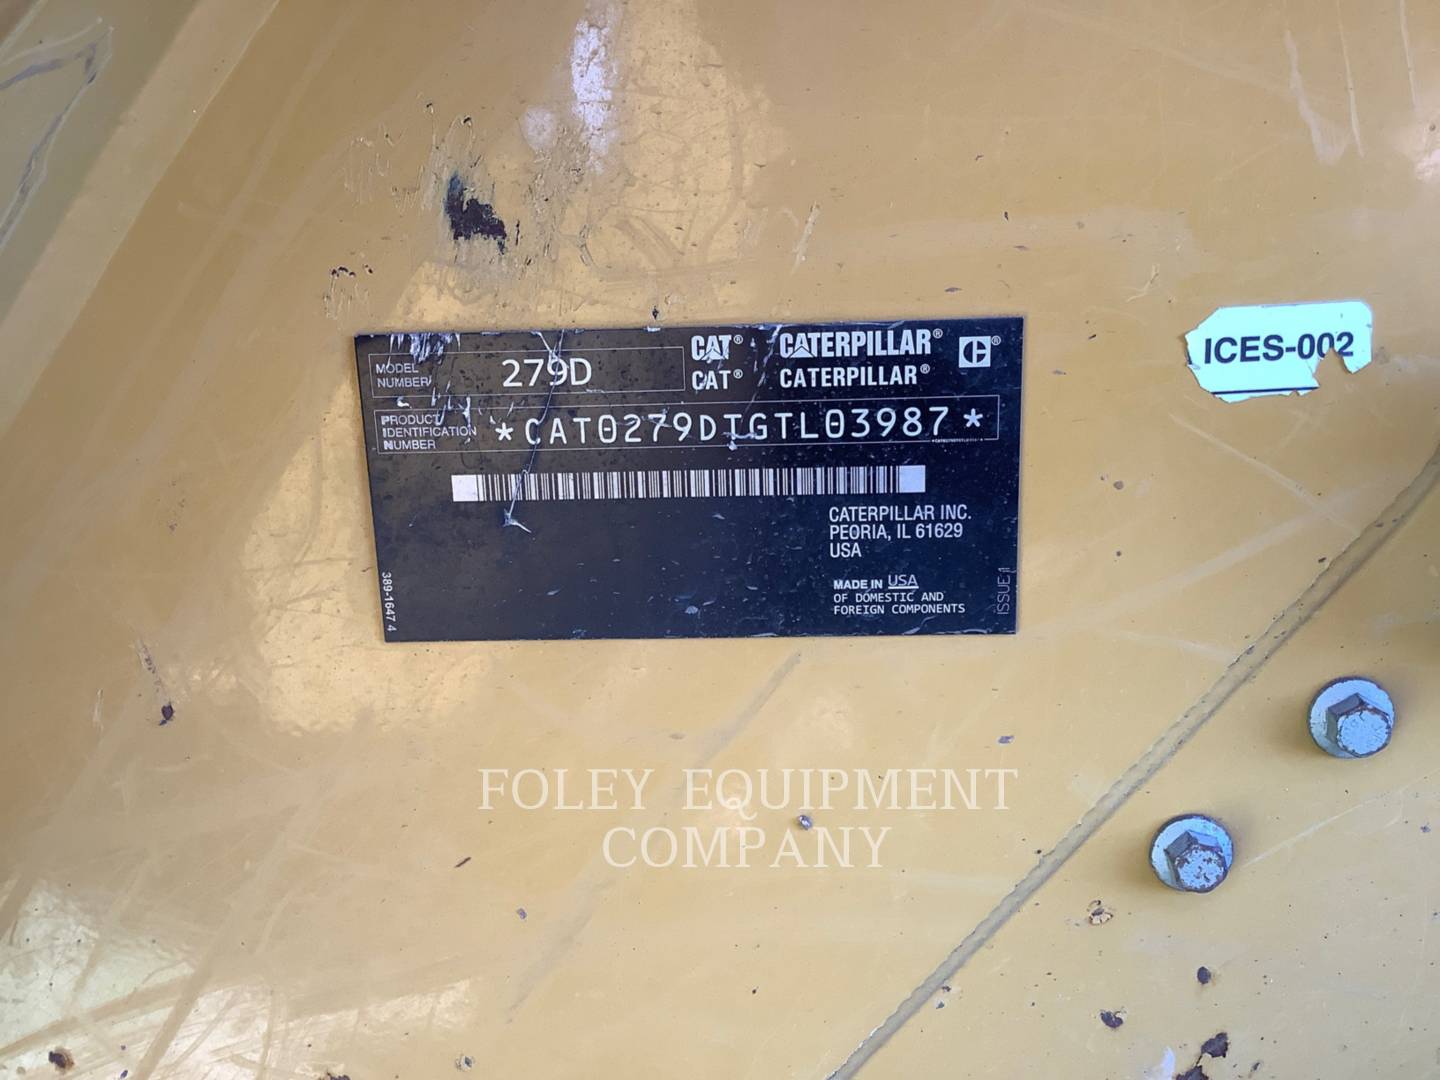 MODEL NUMBER 279D
CAT® CATERPILLAR®
CAT® CATERPILLAR®
C®
PRODUCT
IDENTIFICATION
NUMBER
*CAT0279DTGTL03987*
CATERPILLAR INC.
PEORIA, IL 61629
USA
MADE IN USA
OF DOMESTIC AND
FOREIGN COMPONENTS
389-1647 4
ISSUE 1
ICES-002
FOLEY EQUIPMENT
COMPANY